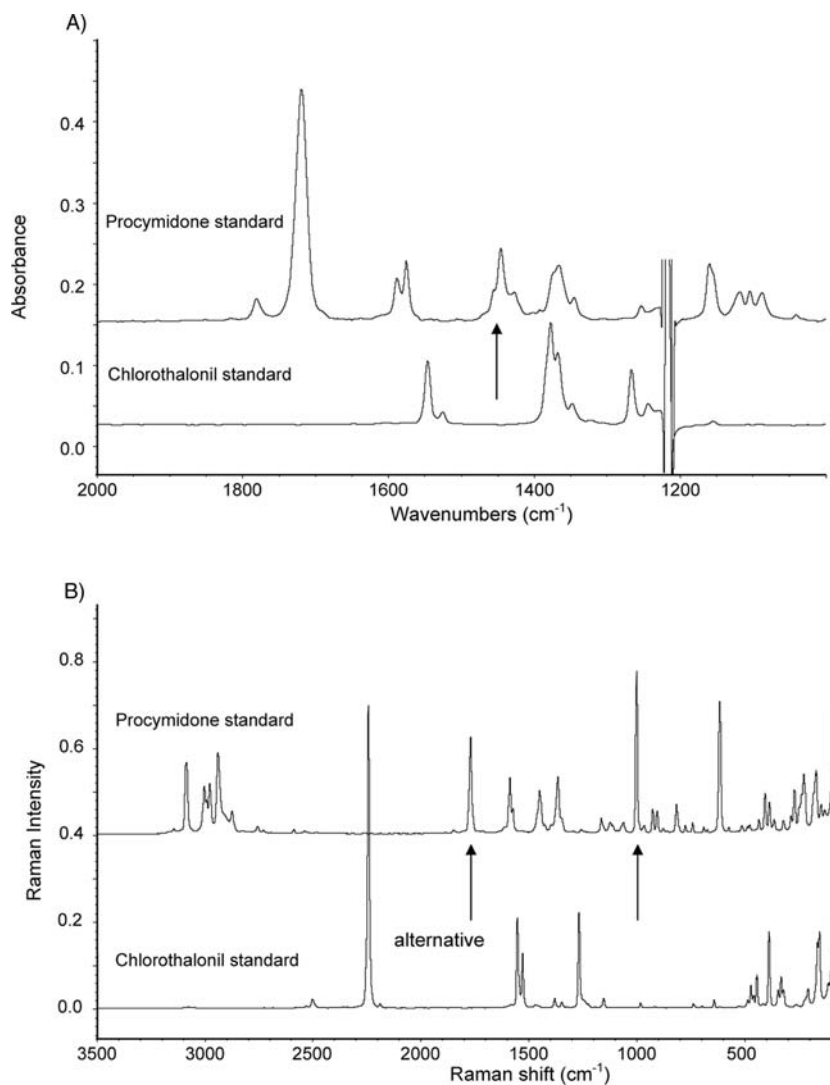 A)
0.4
0.3
0.2
0.1
0.0
Absorbance
Procymidone standard
Chlorothalonil standard
2000 1800 1600 1400 1200
Wavenumbers (cm-1)
B)
0.8
0.6
0.4
0.2
0.0
Raman Intensity
Procymidone standard
alternative
Chlorothalonil standard
3500 3000 2500 2000 1500 1000 500
Raman shift (cm-1)